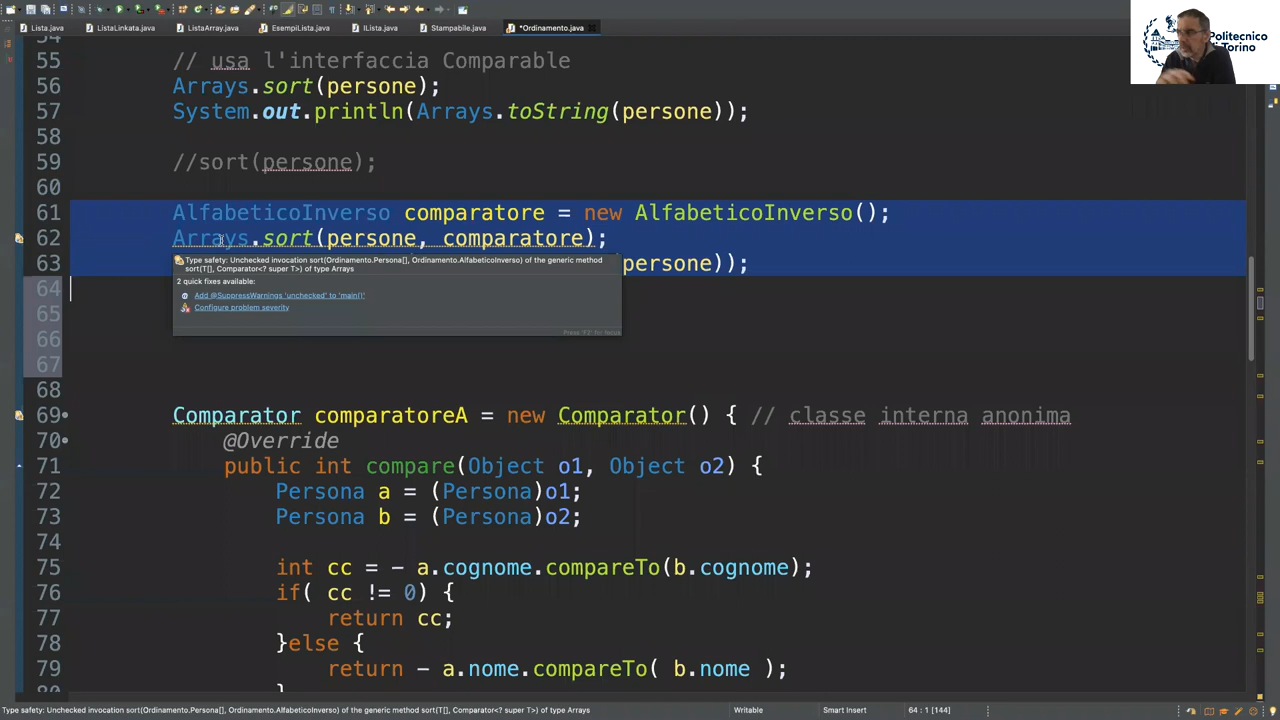 Lista.java ListaLinkata.java ListaArray.java EsempiLista.java ILista.java Stampabile.java *Ordinamento.java
Politecnico
di Torino
55 // usa l'interfaccia Comparable
56 Arrays.sort(persone);
57 System.out.println(Arrays.toString(persone));
58
59 //sort(persone);
60
61 AlfabeticoInverso comparatore = new AlfabeticoInverso();
62 Arrays.sort(persone, comparatore);
63 persone));
Type safety: Unchecked invocation sort(Ordinamento.Persona[], Ordinamento.AlfabeticoInverso) of the generic method
sort(T[], Comparator<? super T>) of type Arrays
2 quick fixes available:
Add @SuppressWarnings 'unchecked' to 'main()'
Configure problem severity
Press 'F2' for focus
64
65
66
67
68
69 Comparator comparatoreA = new Comparator() { // classe interna anonima
70 @Override
71 public int compare(Object o1, Object o2) {
72 Persona a = (Persona)o1;
73 Persona b = (Persona)o2;
74
75 int cc = - a.cognome.compareTo(b.cognome);
76 if( cc != 0) {
77 return cc;
78 }else {
79 return - a.nome.compareTo( b.nome );
80 }
Type safety: Unchecked invocation sort(Ordinamento.Persona[], Ordinamento.AlfabeticoInverso) of the generic method sort(T[], Comparator<? super T>) of type Arrays Writable Smart Insert 64 : 1 [144]